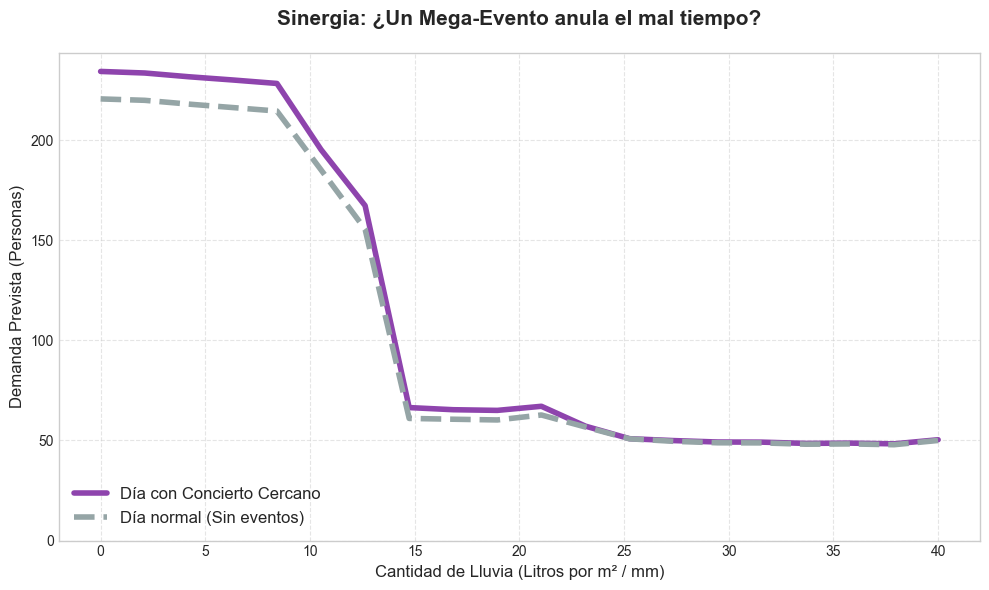 Sinergia: ¿Un Mega-Evento anula el mal tiempo?
Demanda Prevista (Personas)
200
150
100
50
0
Día con Concierto Cercano
Día normal (Sin eventos)
0 5 10 15 20 25 30 35 40
Cantidad de Lluvia (Litros por m² / mm)